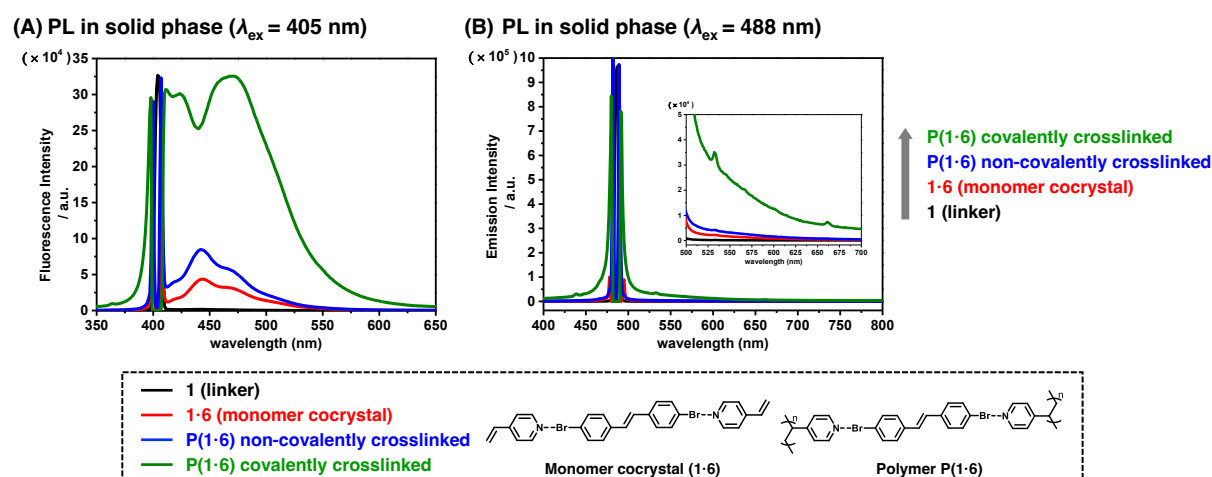 (A) PL in solid phase (λex = 405 nm)
(×10⁴)
35
30
25
20
15
10
5
0
Fluorescence Intensity
/ a.u.
350 400 450 500 550 600 650
wavelength (nm)
(B) PL in solid phase (λex = 488 nm)
(×10⁵)
10
9
8
7
6
5
4
3
2
1
0
Emission Intensity
/ a.u.
400 450 500 550 600 650 700 750 800
wavelength (nm)
(×10⁴)
5
4
3
2
1
0
500 525 550 575 600 625 650 675 700
wavelength (nm)
P(1·6) covalently crosslinked
P(1·6) non-covalently crosslinked
1·6 (monomer cocrystal)
1 (linker)
1 (linker)
1·6 (monomer cocrystal)
P(1·6) non-covalently crosslinked
P(1·6) covalently crosslinked
N Br Br N
Monomer cocrystal (1·6)
n N Br Br N n
Polymer P(1·6)